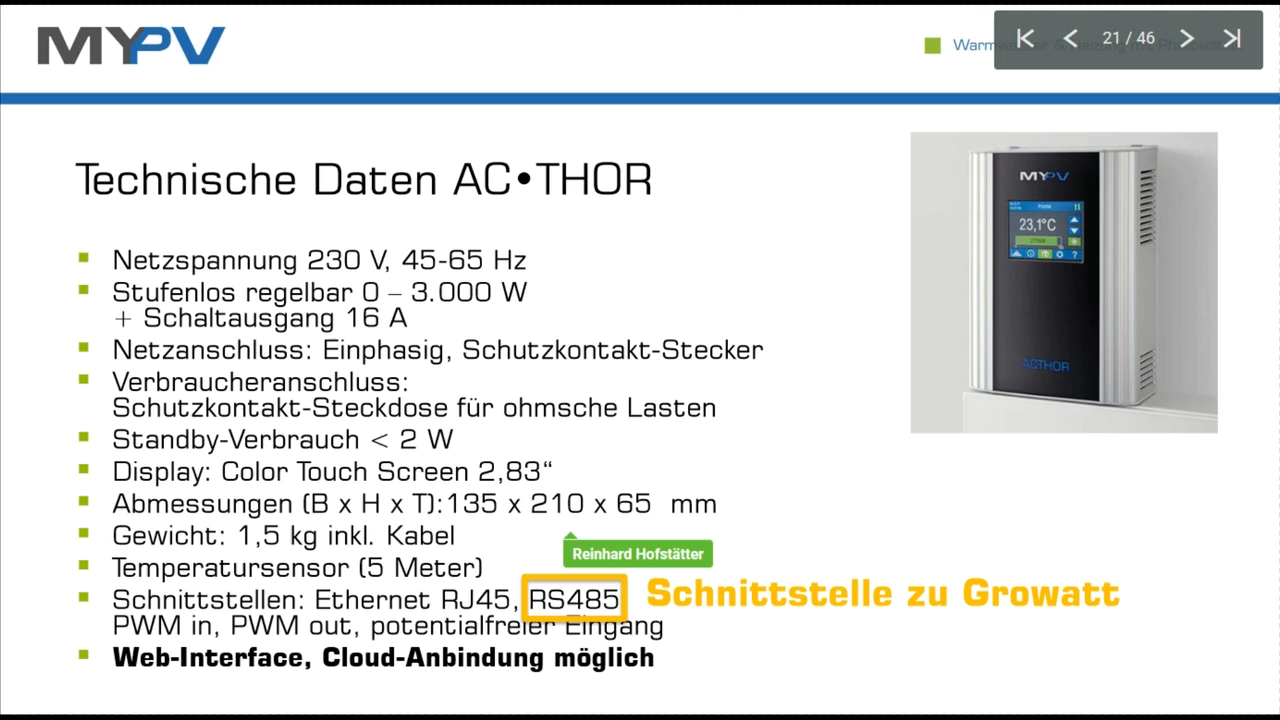 MYPV
21 / 46
Technische Daten AC•THOR
MYPV
Home
23,1°C
ACTHOR
Netzspannung 230 V, 45-65 Hz
Stufenlos regelbar 0 – 3.000 W
+ Schaltausgang 16 A
Netzanschluss: Einphasig, Schutzkontakt-Stecker
Verbraucheranschluss:
Schutzkontakt-Steckdose für ohmsche Lasten
Standby-Verbrauch < 2 W
Display: Color Touch Screen 2,83“
Abmessungen (B x H x T):135 x 210 x 65 mm
Gewicht: 1,5 kg inkl. Kabel
Reinhard Hofstätter
Temperatursensor (5 Meter)
Schnittstellen: Ethernet RJ45, RS485 Schnittstelle zu Growatt
PWM in, PWM out, potentialfreier Eingang
Web-Interface, Cloud-Anbindung möglich